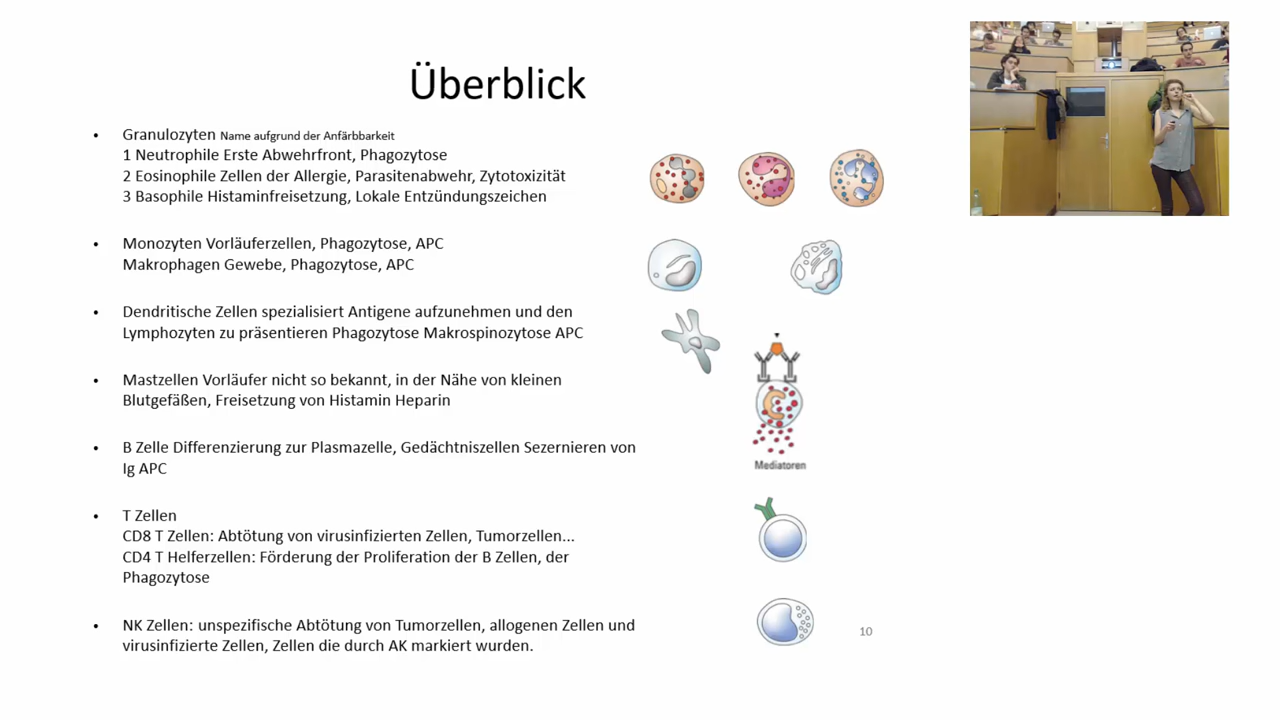 Überblick
Granulozyten Name aufgrund der Anfärbbarkeit
1 Neutrophile Erste Abwehrfront, Phagozytose
2 Eosinophile Zellen der Allergie, Parasitenabwehr, Zytotoxizität
3 Basophile Histaminfreisetzung, Lokale Entzündungszeichen
Monozyten Vorläuferzellen, Phagozytose, APC
Makrophagen Gewebe, Phagozytose, APC
Dendritische Zellen spezialisiert Antigene aufzunehmen und den
Lymphozyten zu präsentieren Phagozytose Makrospinozytose APC
Mastzellen Vorläufer nicht so bekannt, in der Nähe von kleinen
Blutgefäßen, Freisetzung von Histamin Heparin
Mediatoren
B Zelle Differenzierung zur Plasmazelle, Gedächtniszellen Sezernieren von
Ig APC
T Zellen
CD8 T Zellen: Abtötung von virusinfizierten Zellen, Tumorzellen...
CD4 T Helferzellen: Förderung der Proliferation der B Zellen, der
Phagozytose
NK Zellen: unspezifische Abtötung von Tumorzellen, allogenen Zellen und
virusinfizierte Zellen, Zellen die durch AK markiert wurden.
10